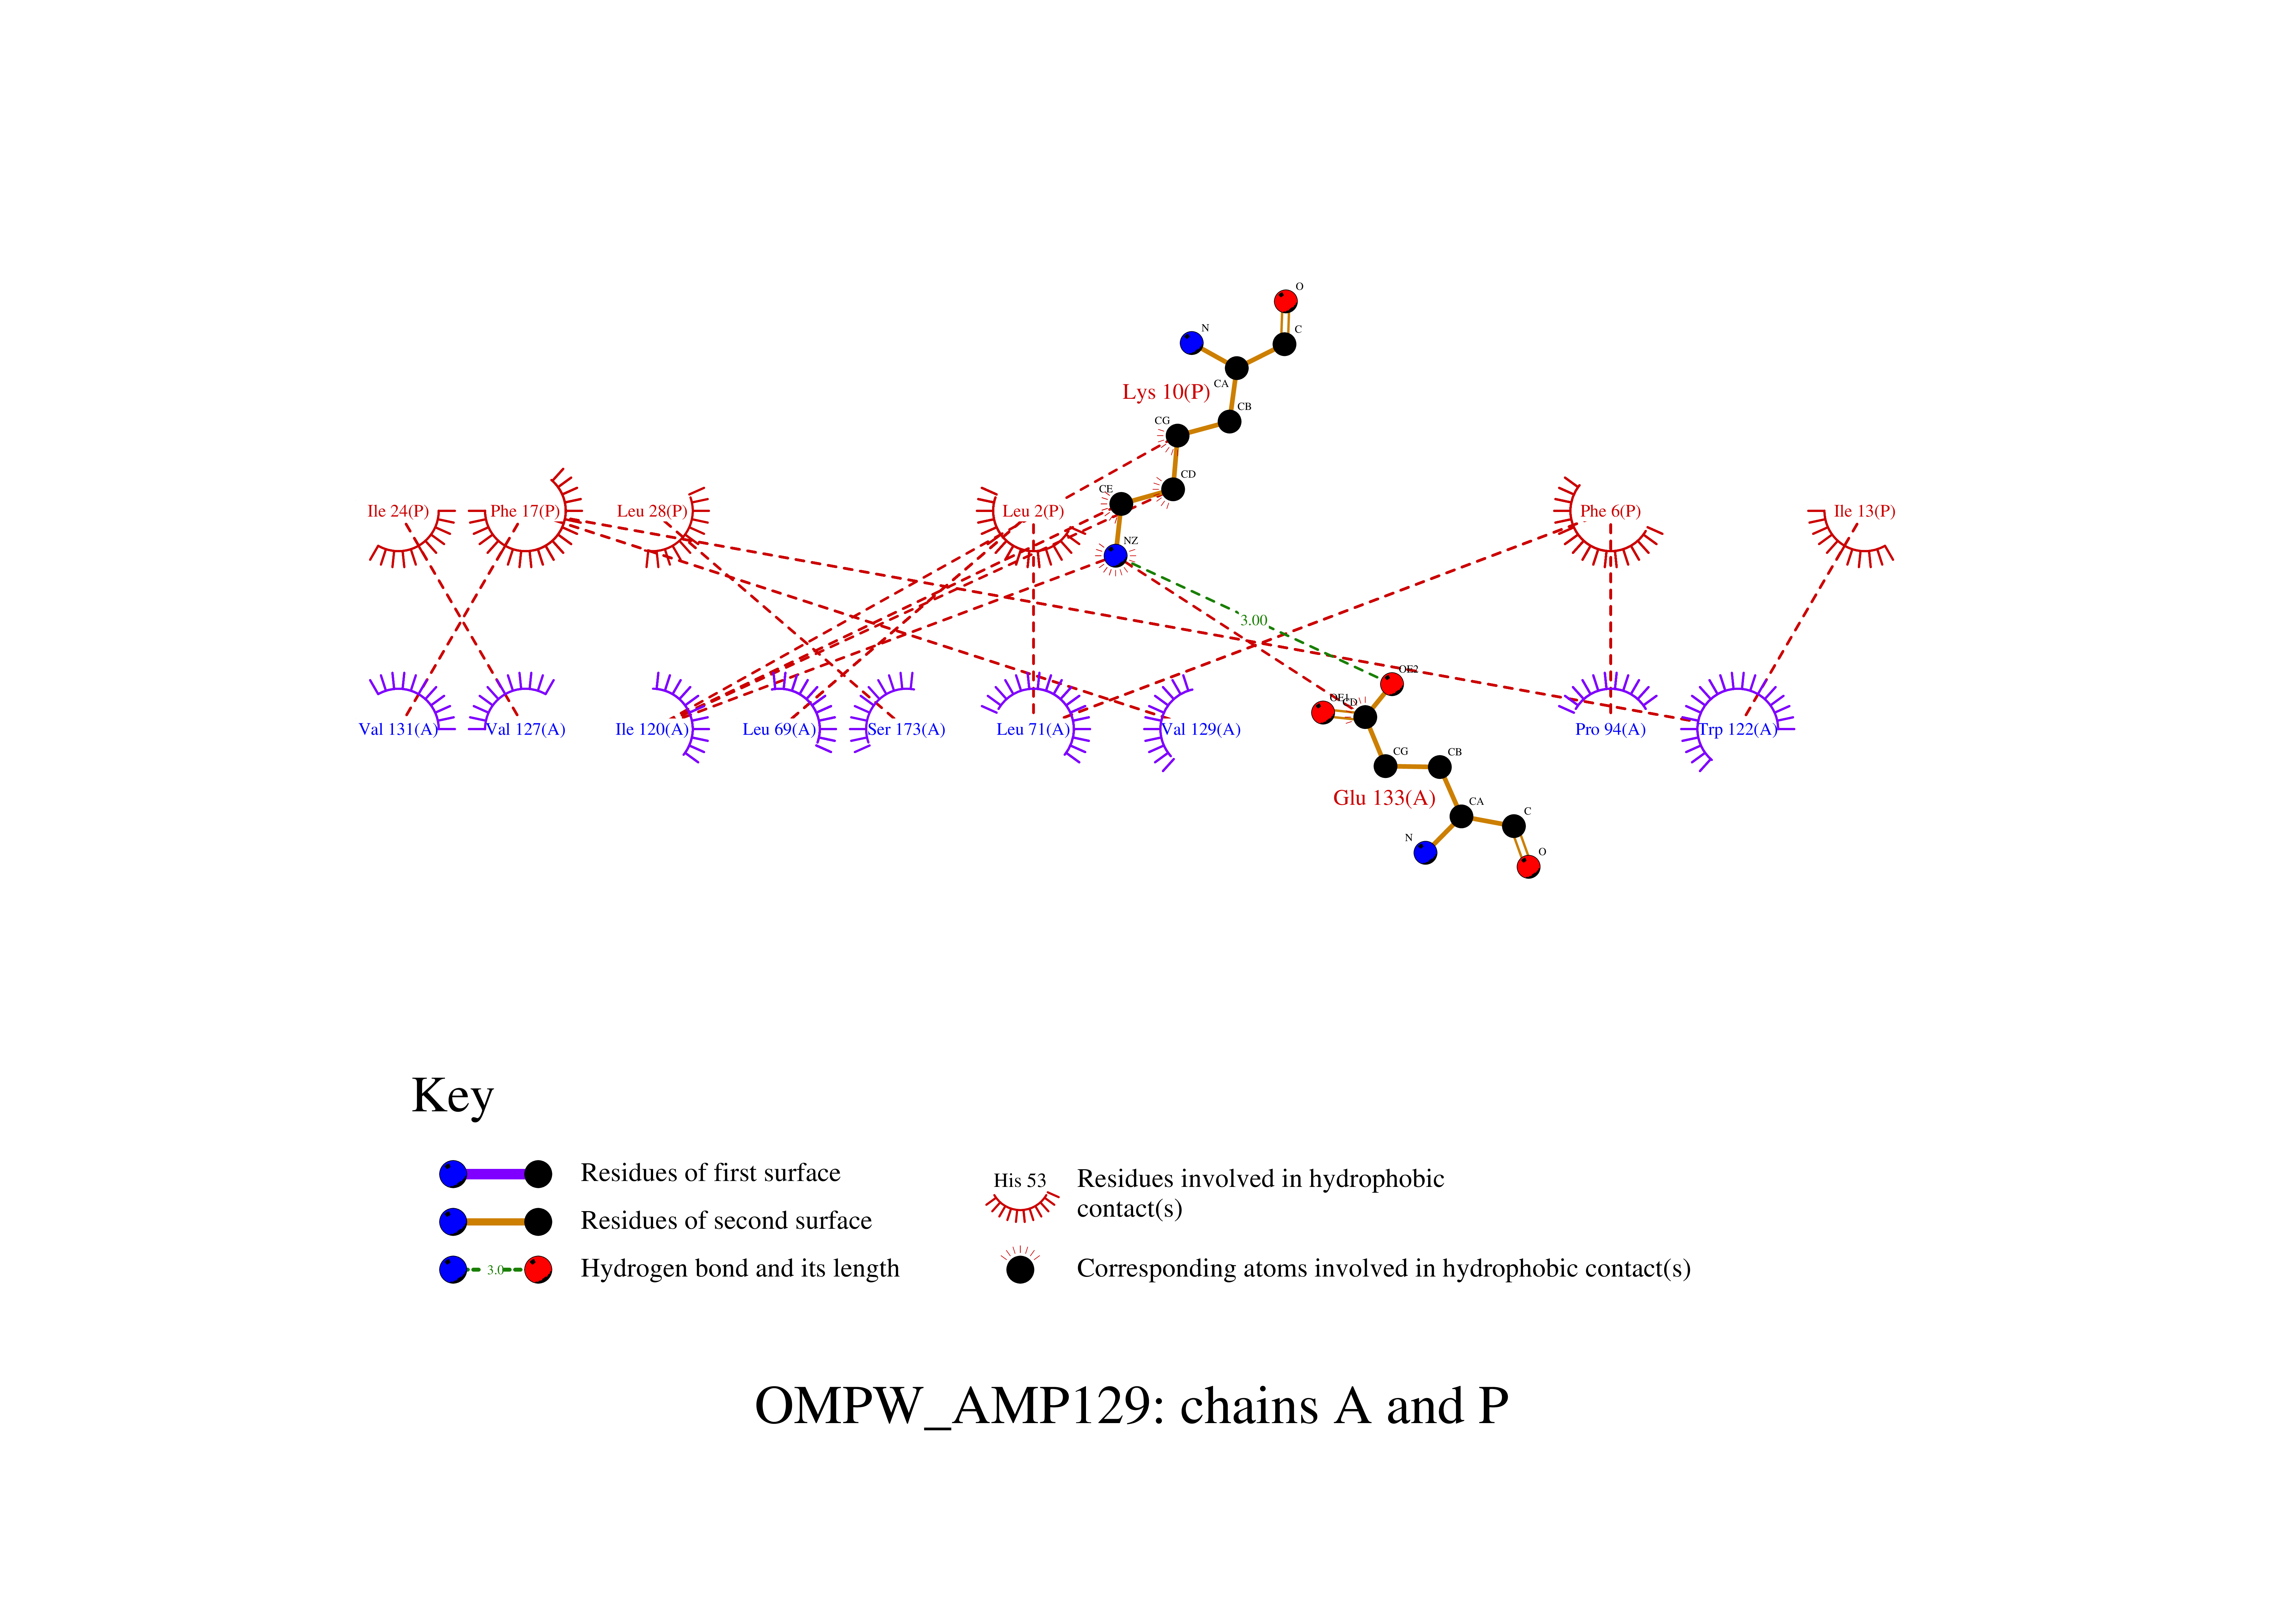 O
N
C
CA
Lys 10(P)
CB
CG
CD
CE
NZ
Ile 24(P) Phe 17(P) Leu 28(P) Leu 2(P) Phe 6(P) Ile 13(P)
3.00
OE2
OE1
CD
Val 131(A) Val 127(A) Ile 120(A) Leu 69(A) Ser 173(A) Leu 71(A) Val 129(A) Pro 94(A) Trp 122(A)
CG
CB
Glu 133(A)
CA
C
N
O
Key
Residues of first surface
Residues of second surface
3.0
Hydrogen bond and its length
His 53
Residues involved in hydrophobic
contact(s)
Corresponding atoms involved in hydrophobic contact(s)
OMPW_AMP129: chains A and P